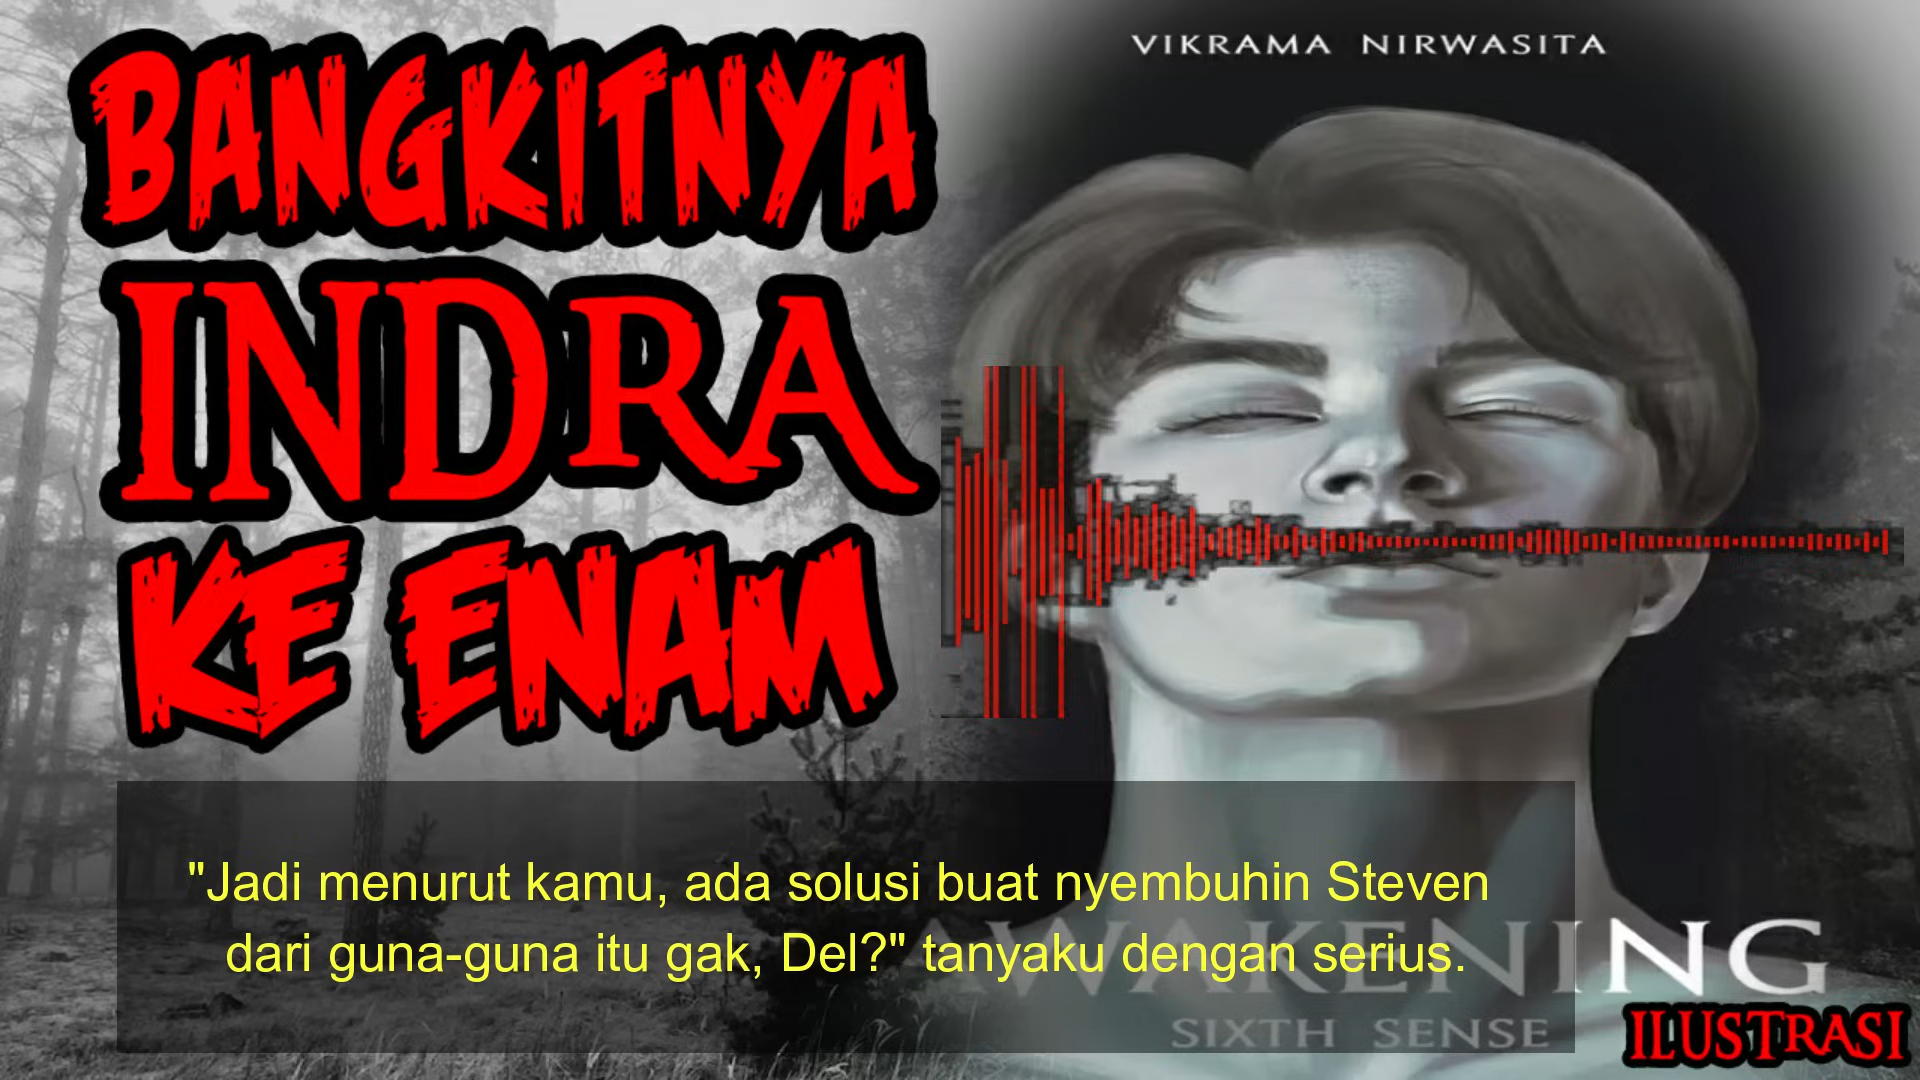 BANGKITNYA
INDRA
KE ENAM
VIKRAMA NIRWASITA
"Jadi menurut kamu, ada solusi buat nyembuhin Steven
dari guna-guna itu gak, Del?" tanyaku dengan serius.
AWAKENING
SIXTH SENSE
ILUSTRASI